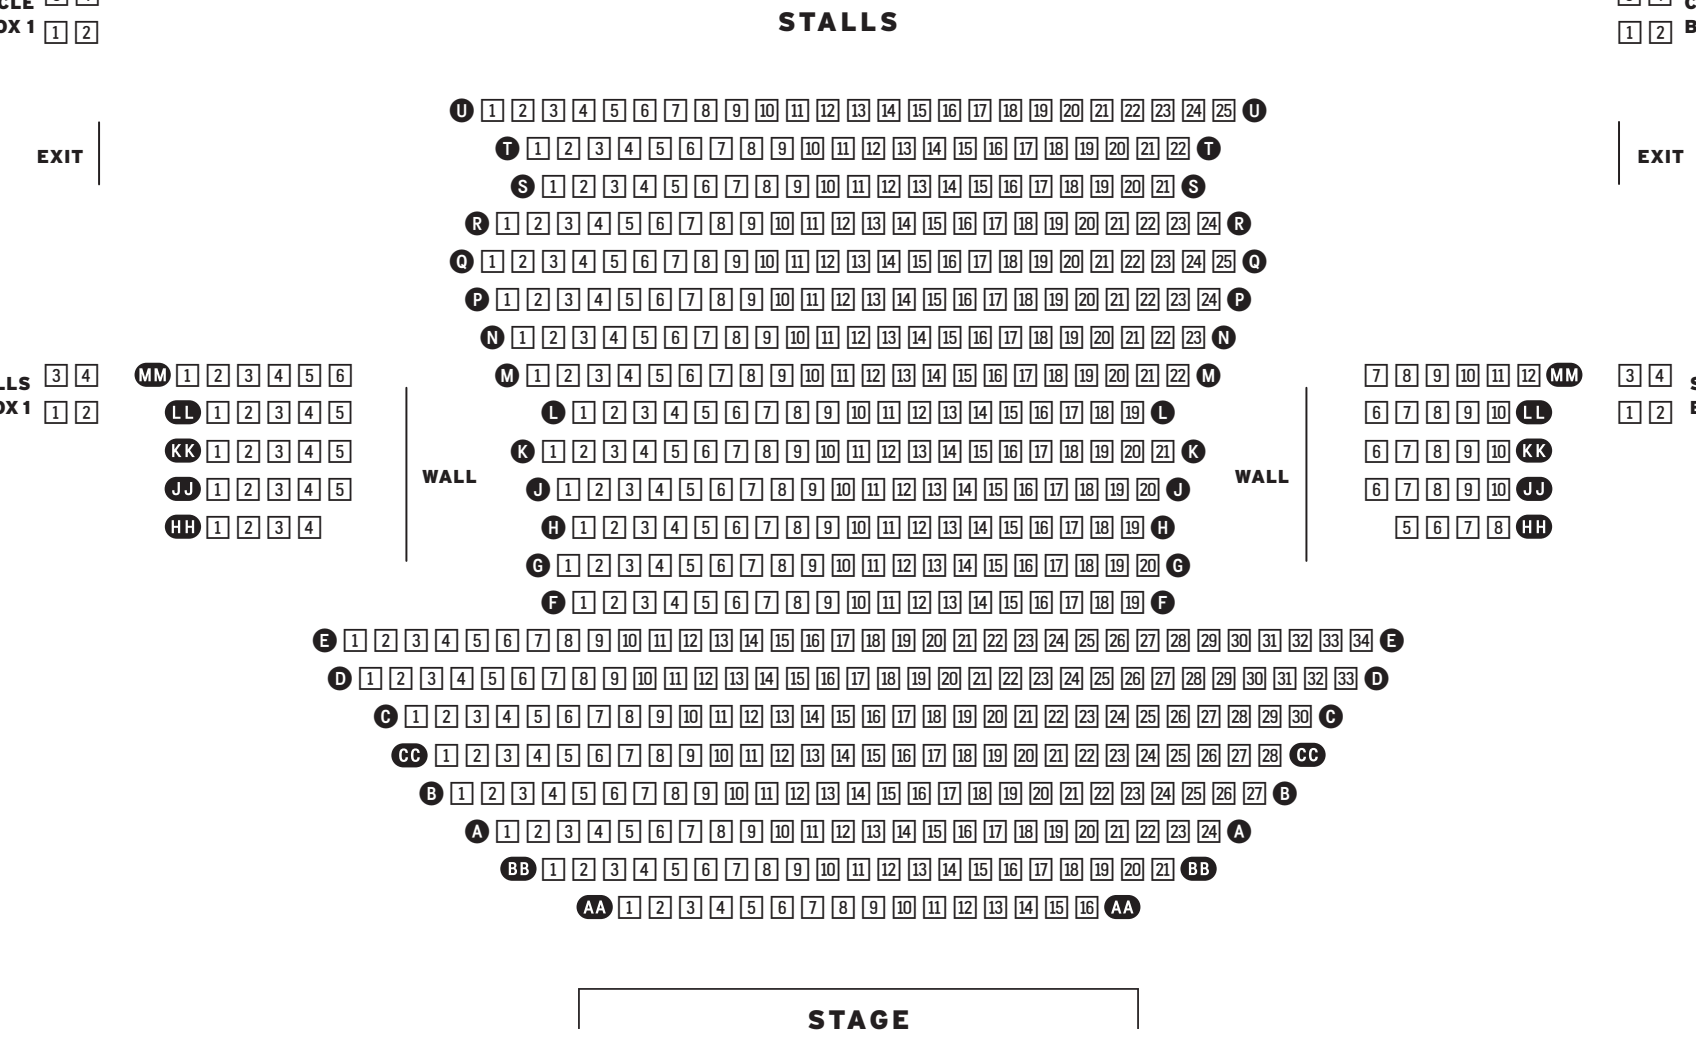 CLE
STALLS
OX 1 1 2
1 2 B
U 1 2 3 4 5 6 7 8 9 10 11 12 13 14 15 16 17 18 19 20 21 22 23 24 25 U
EXIT
T 1 2 3 4 5 6 7 8 9 10 11 12 13 14 15 16 17 18 19 20 21 22 T
EXIT
S 1 2 3 4 5 6 7 8 9 10 11 12 13 14 15 16 17 18 19 20 21 S
R 1 2 3 4 5 6 7 8 9 10 11 12 13 14 15 16 17 18 19 20 21 22 23 24 R
Q 1 2 3 4 5 6 7 8 9 10 11 12 13 14 15 16 17 18 19 20 21 22 23 24 25 Q
P 1 2 3 4 5 6 7 8 9 10 11 12 13 14 15 16 17 18 19 20 21 22 23 24 P
N 1 2 3 4 5 6 7 8 9 10 11 12 13 14 15 16 17 18 19 20 21 22 23 N
LLS 3 4 MM 1 2 3 4 5 6
M 1 2 3 4 5 6 7 8 9 10 11 12 13 14 15 16 17 18 19 20 21 22 M
7 8 9 10 11 12 MM 3 4 S
OX 1 1 2 LL 1 2 3 4 5
L 1 2 3 4 5 6 7 8 9 10 11 12 13 14 15 16 17 18 19 L
6 7 8 9 10 LL 1 2
KK 1 2 3 4 5
K 1 2 3 4 5 6 7 8 9 10 11 12 13 14 15 16 17 18 19 20 21 K
6 7 8 9 10 KK
WALL
WALL
JJ 1 2 3 4 5
J 1 2 3 4 5 6 7 8 9 10 11 12 13 14 15 16 17 18 19 20 J
6 7 8 9 10 JJ
HH 1 2 3 4
H 1 2 3 4 5 6 7 8 9 10 11 12 13 14 15 16 17 18 19 H
5 6 7 8 HH
G 1 2 3 4 5 6 7 8 9 10 11 12 13 14 15 16 17 18 19 20 G
F 1 2 3 4 5 6 7 8 9 10 11 12 13 14 15 16 17 18 19 F
E 1 2 3 4 5 6 7 8 9 10 11 12 13 14 15 16 17 18 19 20 21 22 23 24 25 26 27 28 29 30 31 32 33 34 E
D 1 2 3 4 5 6 7 8 9 10 11 12 13 14 15 16 17 18 19 20 21 22 23 24 25 26 27 28 29 30 31 32 33 D
C 1 2 3 4 5 6 7 8 9 10 11 12 13 14 15 16 17 18 19 20 21 22 23 24 25 26 27 28 29 30 C
CC 1 2 3 4 5 6 7 8 9 10 11 12 13 14 15 16 17 18 19 20 21 22 23 24 25 26 27 28 CC
B 1 2 3 4 5 6 7 8 9 10 11 12 13 14 15 16 17 18 19 20 21 22 23 24 25 26 27 B
A 1 2 3 4 5 6 7 8 9 10 11 12 13 14 15 16 17 18 19 20 21 22 23 24 A
BB 1 2 3 4 5 6 7 8 9 10 11 12 13 14 15 16 17 18 19 20 21 BB
AA 1 2 3 4 5 6 7 8 9 10 11 12 13 14 15 16 AA
STAGE